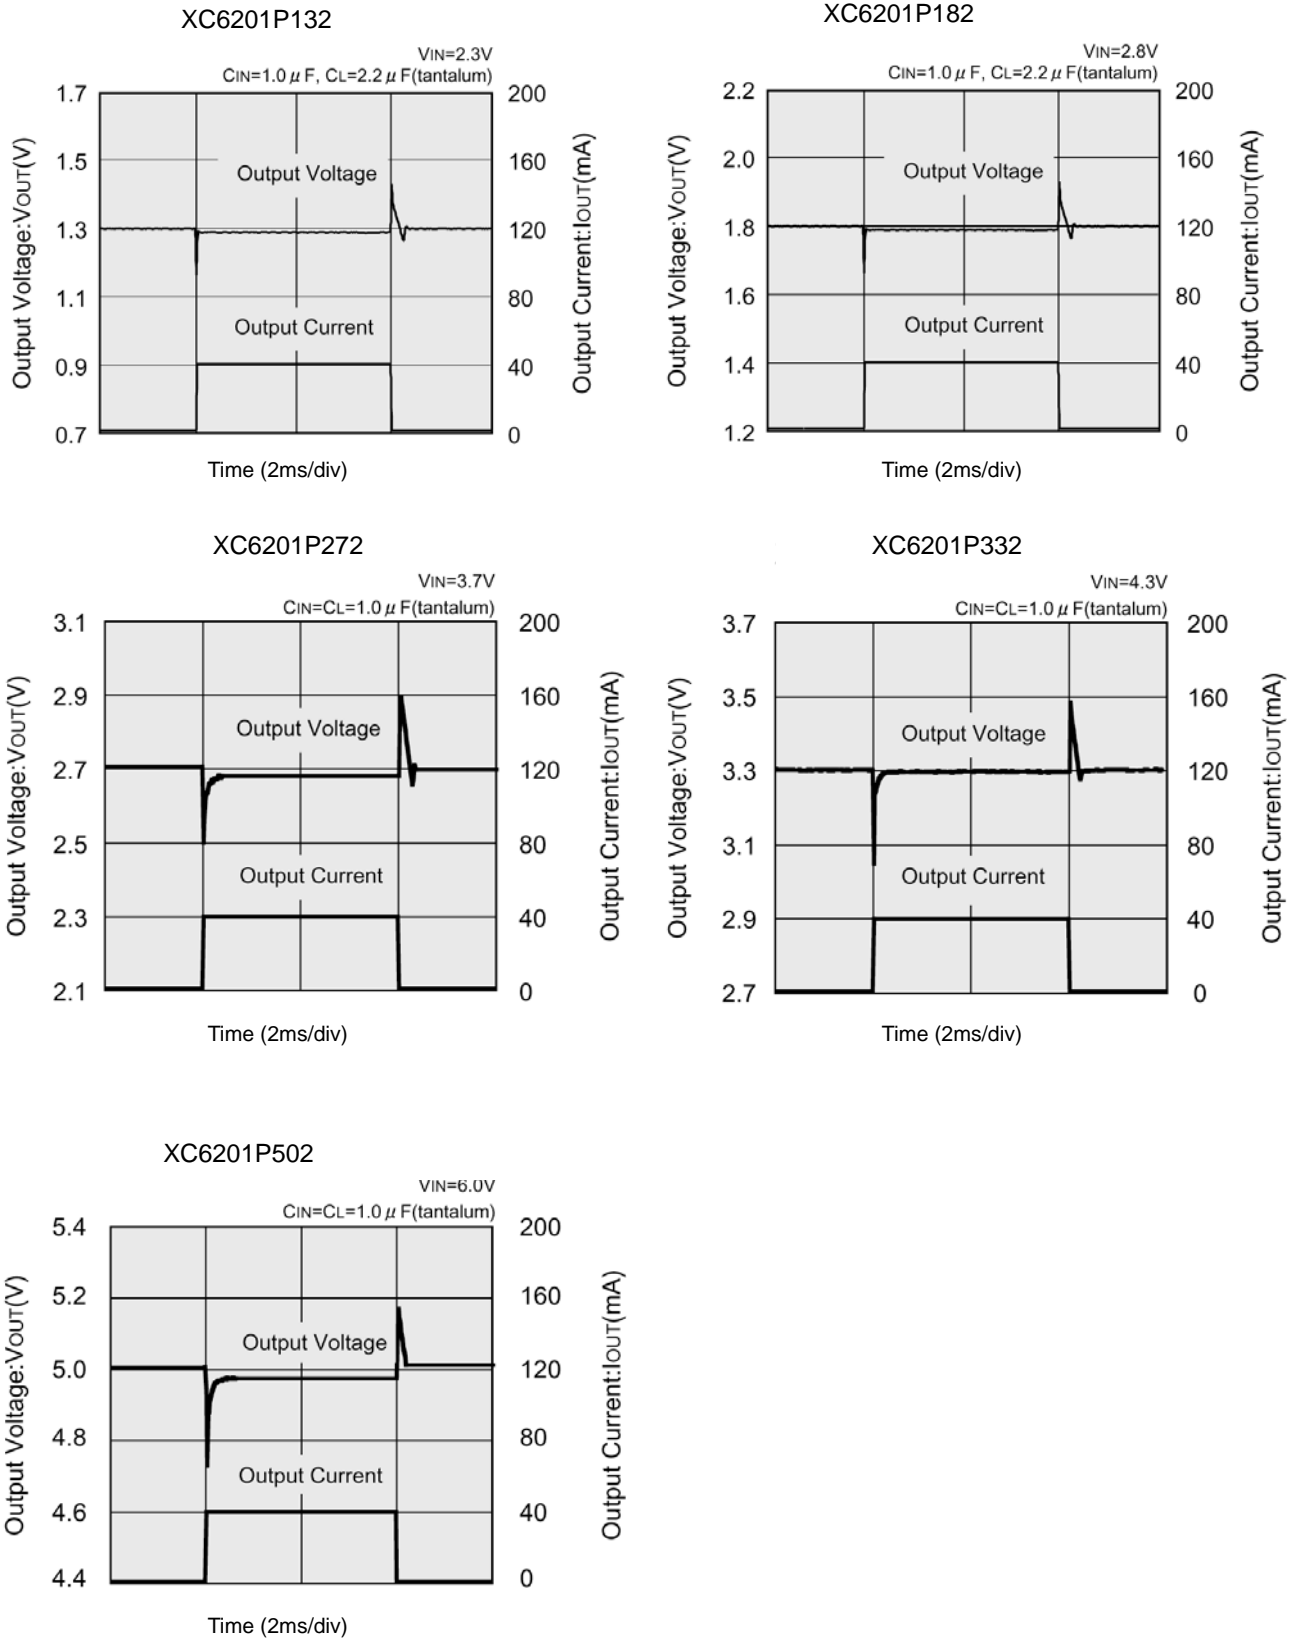 XC6201P132
VIN=2.3V
CIN=1.0 μ F, CL=2.2 μ F(tantalum)
Output Voltage:VOUT(V)
1.7
1.5
1.3
1.1
0.9
0.7
Output Voltage
Output Current
200
160
120
80
40
0
Output Current:IOUT(mA)
Time (2ms/div)
XC6201P182
VIN=2.8V
CIN=1.0 μ F, CL=2.2 μ F(tantalum)
Output Voltage:VOUT(V)
2.2
2.0
1.8
1.6
1.4
1.2
Output Voltage
Output Current
200
160
120
80
40
0
Output Current:IOUT(mA)
Time (2ms/div)
XC6201P272
VIN=3.7V
CIN=CL=1.0 μ F(tantalum)
Output Voltage:VOUT(V)
3.1
2.9
2.7
2.5
2.3
2.1
Output Voltage
Output Current
200
160
120
80
40
0
Output Current:IOUT(mA)
Time (2ms/div)
XC6201P332
VIN=4.3V
CIN=CL=1.0 μ F(tantalum)
Output Voltage:VOUT(V)
3.7
3.5
3.3
3.1
2.9
2.7
Output Voltage
Output Current
200
160
120
80
40
0
Output Current:IOUT(mA)
Time (2ms/div)
XC6201P502
VIN=6.0V
CIN=CL=1.0 μ F(tantalum)
Output Voltage:VOUT(V)
5.4
5.2
5.0
4.8
4.6
4.4
Output Voltage
Output Current
200
160
120
80
40
0
Output Current:IOUT(mA)
Time (2ms/div)